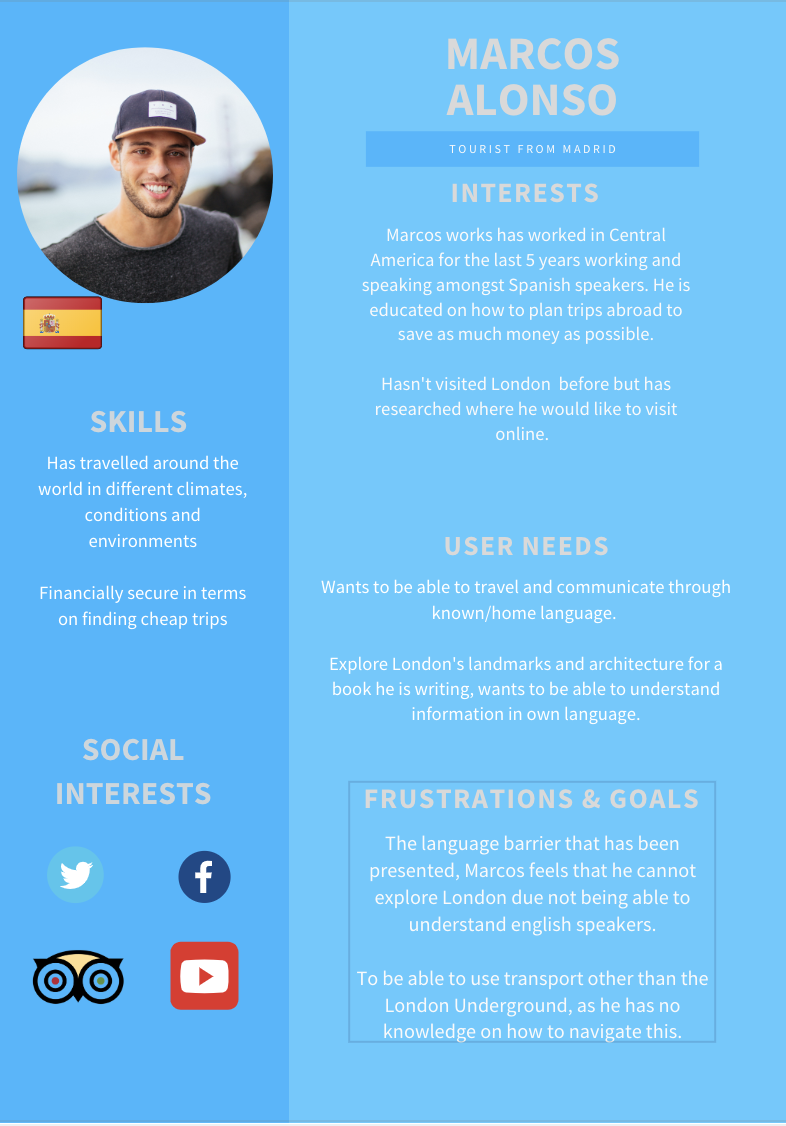 MARCOS
ALONSO
TOURIST FROM MADRID
INTERESTS
Marcos works has worked in Central
America for the last 5 years working and
speaking amongst Spanish speakers. He is
educated on how to plan trips abroad to
save as much money as possible.
Hasn't visited London before but has
researched where he would like to visit
online.
SKILLS
Has travelled around the
world in different climates,
conditions and
environments
Financially secure in terms
on finding cheap trips
USER NEEDS
Wants to be able to travel and communicate through
known/home language.
Explore London's landmarks and architecture for a
book he is writing, wants to be able to understand
information in own language.
SOCIAL
INTERESTS
FRUSTRATIONS & GOALS
The language barrier that has been
presented, Marcos feels that he cannot
explore London due not being able to
understand english speakers.
To be able to use transport other than the
London Underground, as he has no
knowledge on how to navigate this.